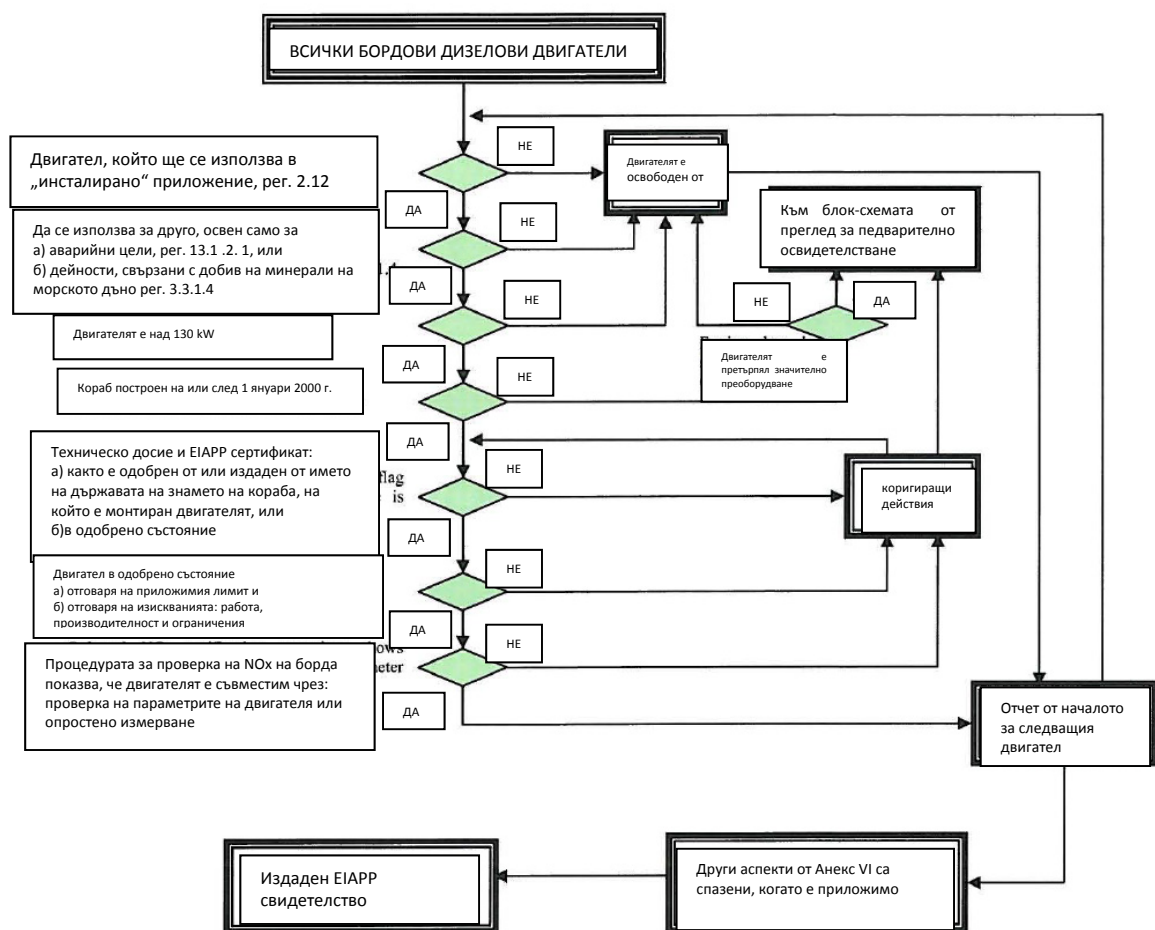 ВСИЧКИ БОРДОВИ ДИЗЕЛОВИ ДВИГАТЕЛИ
Двигател, който ще се използва в
„инсталирано“ приложение, рег. 2.12
НЕ
Двигателят е
освободен от
ДА
Да се използва за друго, освен само за
а) аварийни цели, рег. 13.1 .2. 1, или
б) дейности, свързани с добив на минерали на
морското дъно рег. 3.3.1.4
НЕ
Към блок-схемата от
преглед за педварително
освидетелстване
ДА
Двигателят е над 130 kW
НЕ
НЕ
ДА
Двигателят е
претърпял значително
преоборудване
ДА
Кораб построен на или след 1 януари 2000 г.
НЕ
ДА
Техническо досие и EIAPP сертификат:
а) както е одобрен от или издаден от името
на държавата на знамето на кораба, на
който е монтиран двигателят, или
б)в одобрено състояние
flag
is
НЕ
коригиращи
действия
ДА
Двигател в одобрено състояние
а) отговаря на приложимия лимит и
б) отговаря на изискванията: работа,
производителност и ограничения
НЕ
ДА
Процедурата за проверка на NOx на борда
показва, че двигателят е съвместим чрез:
проверка на параметрите на двигателя или
опростено измерване
ows
neter
НЕ
ДА
Отчет от началото
за следващия
двигател
Други аспекти от Анекс VI са
спазени, когато е приложимо
Издаден EIAPP
свидетелство